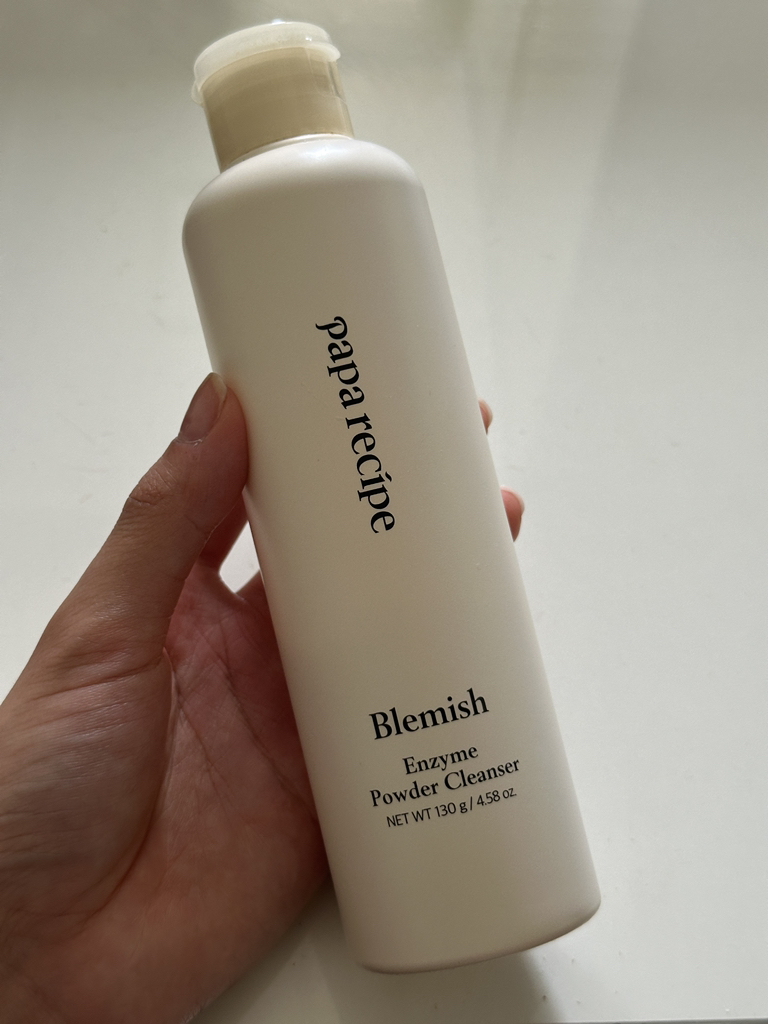 papa recipe
Blemish
Enzyme
Powder Cleanser
NET WT 130 g / 4.58 oz